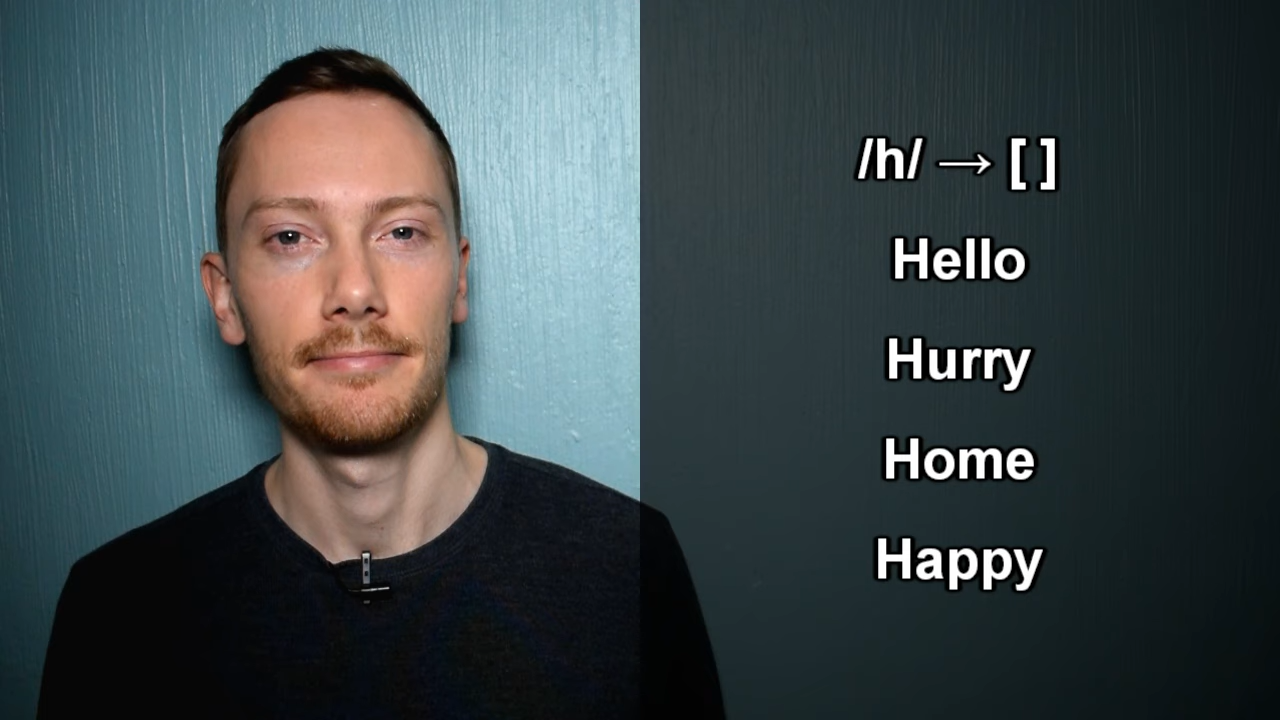 /h/ → [ ]
Hello
Hurry
Home
Happy